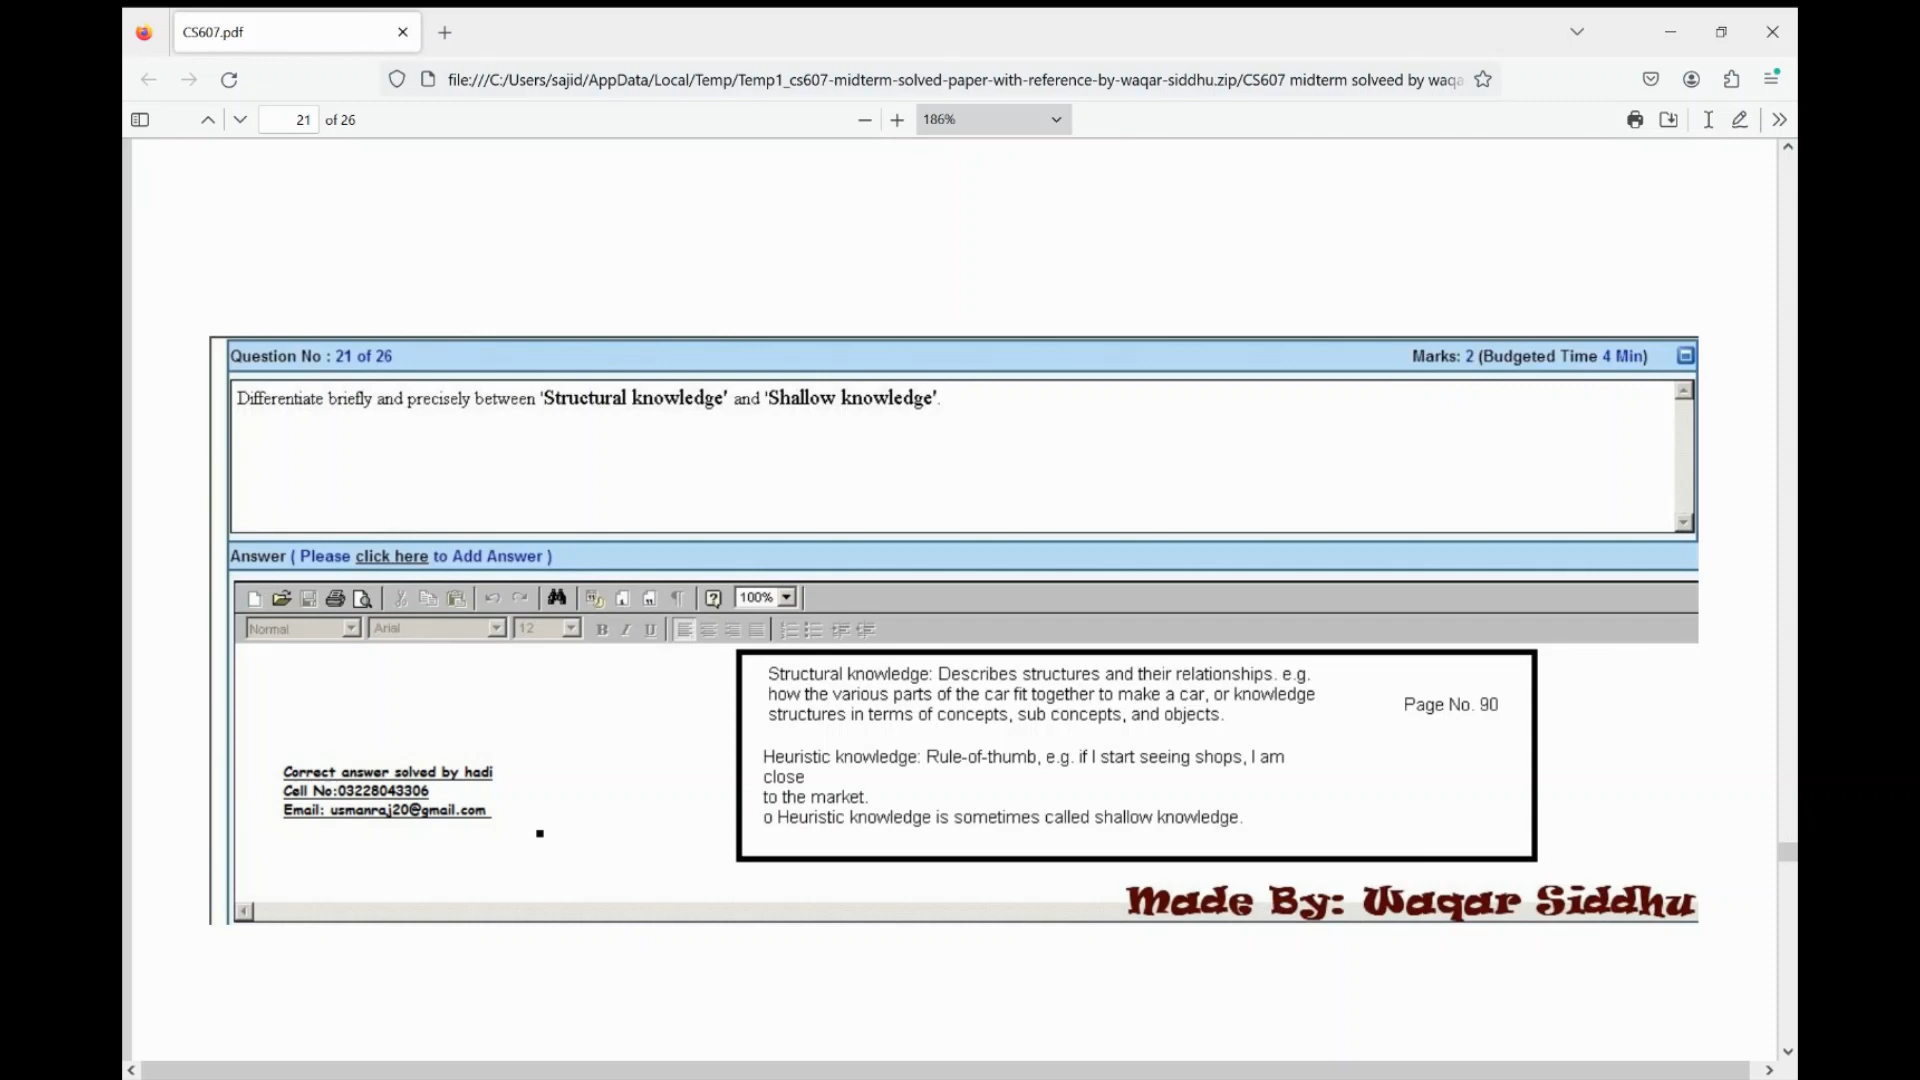 CS607.pdf
file:///C:/Users/sajid/AppData/Local/Temp/Temp1_cs607-midterm-solved-paper-with-reference-by-waqar-siddhu.zip/CS607 midterm solveed by waqa
21 of 26
186%
Question No : 21 of 26
Marks: 2 (Budgeted Time 4 Min)
Differentiate briefly and precisely between 'Structural knowledge' and 'Shallow knowledge'.
Answer ( Please click here to Add Answer )
100%
Normal
Arial
12
B I U
Structural knowledge: Describes structures and their relationships. e.g.
how the various parts of the car fit together to make a car, or knowledge
structures in terms of concepts, sub concepts, and objects.
Page No. 90
Heuristic knowledge: Rule-of-thumb, e.g. if I start seeing shops, I am
close
to the market.
o Heuristic knowledge is sometimes called shallow knowledge.
Correct answer solved by hadi
Cell No:03228043306
Email: usmanraj20@gmail.com
Made By: Waqar Siddhu